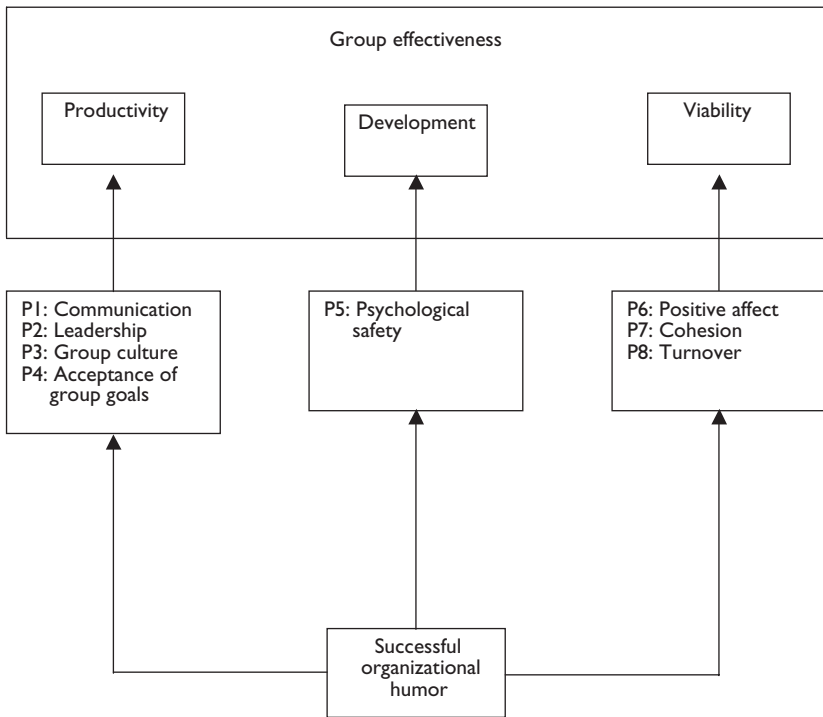 Group effectiveness
Productivity
Development
Viability
P1: Communication
P2: Leadership
P3: Group culture
P4: Acceptance of
group goals
P5: Psychological
safety
P6: Positive affect
P7: Cohesion
P8: Turnover
Successful
organizational
humor